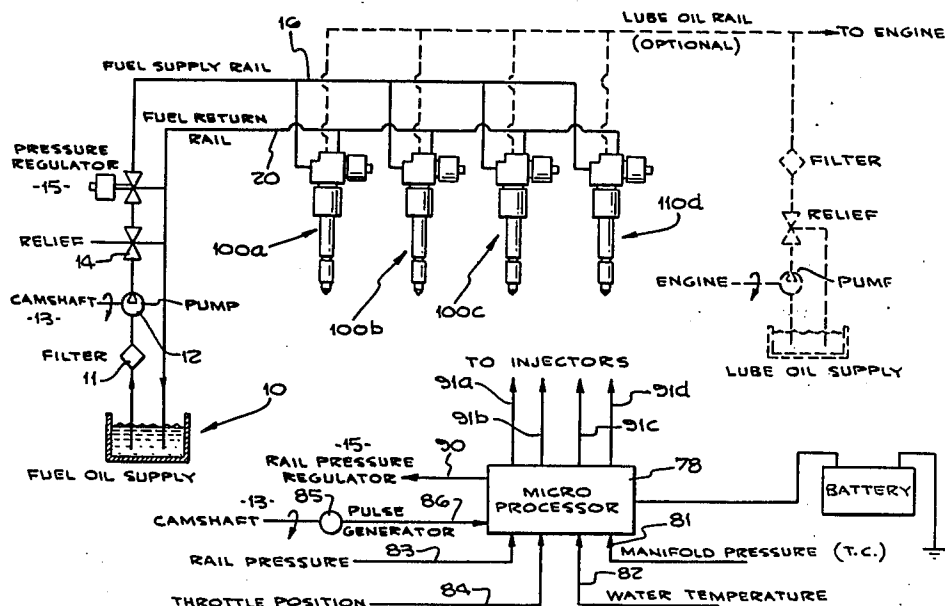 LUBE OIL RAIL
(OPTIONAL)
TO ENGINE
16
FUEL SUPPLY RAIL
FUEL RETURN
RAIL
20
PRESSURE
REGULATOR
-15-
FILTER
RELIEF
14
RELIEF
100a
100b
100c
110d
CAMSHAFT
-13-
PUMP
12
ENGINE
PUMP
FILTER
11
10
FUEL OIL SUPPLY
LUBE OIL SUPPLY
TO INJECTORS
91a
91b
91c
91d
-15-
RAIL PRESSURE
REGULATOR
90
78
MICRO
PROCESSOR
BATTERY
-13-
CAMSHAFT
85
PULSE
GENERATOR
86
81
RAIL PRESSURE
83
MANIFOLD PRESSURE (T.C.)
82
THROTTLE POSITION
84
WATER TEMPERATURE